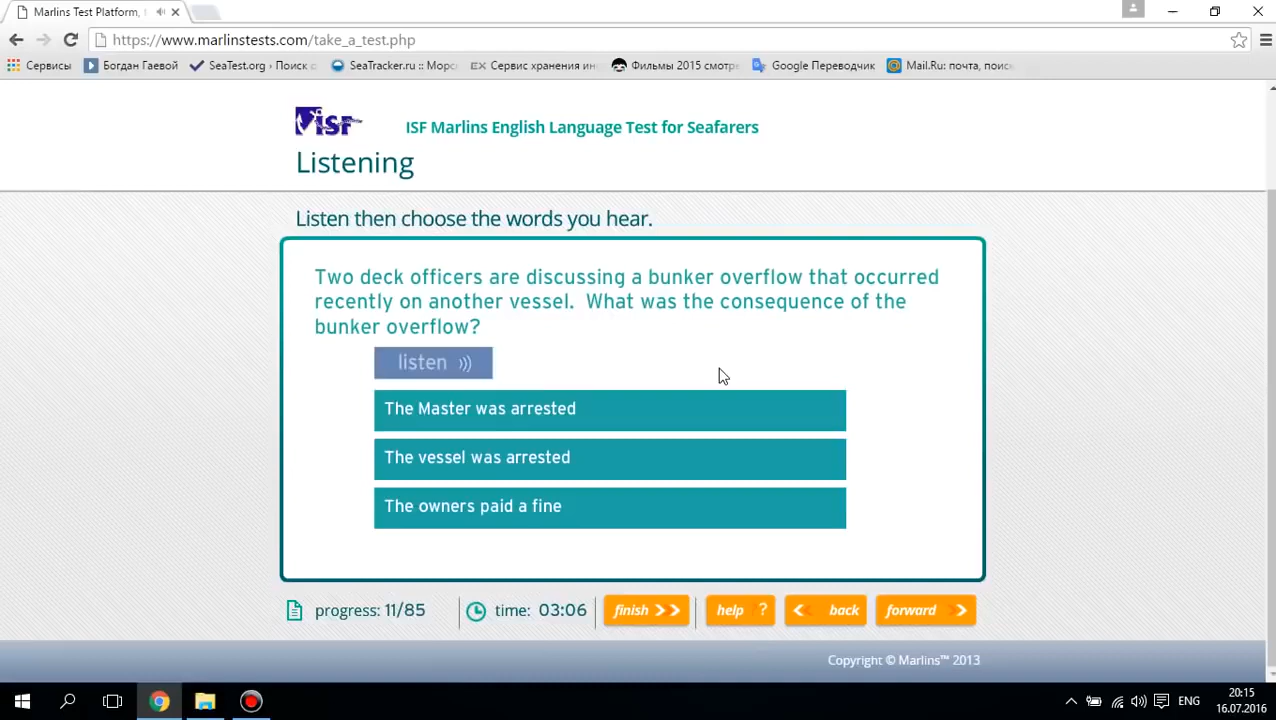 Marlins Test Platform,
https://www.marlinstests.com/take_a_test.php
Сервисы
Богдан Гаевой
SeaTest.org › Поиск
SeaTracker.ru :: Морс
EX Сервис хранения ин
Фильмы 2015 смотр
Google Переводчик
Mail.Ru: почта, поиск
ISF
ISF Marlins English Language Test for Seafarers
Listening
Listen then choose the words you hear.
Two deck officers are discussing a bunker overflow that occurred
recently on another vessel. What was the consequence of the
bunker overflow?
listen
The Master was arrested
The vessel was arrested
The owners paid a fine
progress: 11/85
time: 03:06
finish
help ?
back
forward
Copyright © Marlins™ 2013
ENG
20:15
16.07.2016